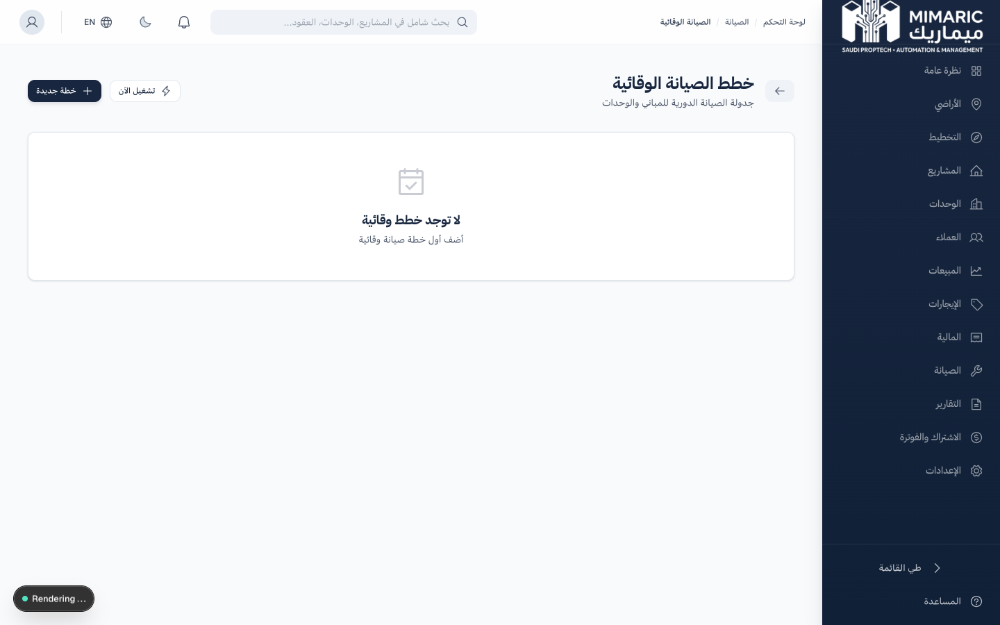 MIMARIC
ميماريك
SAUDI PROPTECH • AUTOMATION & MANAGEMENT
نظرة عامة
الأراضي
التخطيط
المشاريع
الوحدات
العملاء
المبيعات
الإيجارات
المالية
الصيانة
التقارير
الاشتراك والفوترة
الإعدادات
طي القائمة
المساعدة
لوحة التحكم / الصيانة / الصيانة الوقائية
بحث شامل في المشاريع، الوحدات، العقود...
EN
خطط الصيانة الوقائية
جدولة الصيانة الدورية للمباني والوحدات
تشغيل الآن
خطة جديدة
لا توجد خطط وقائية
أضف أول خطة صيانة وقائية
Rendering ...